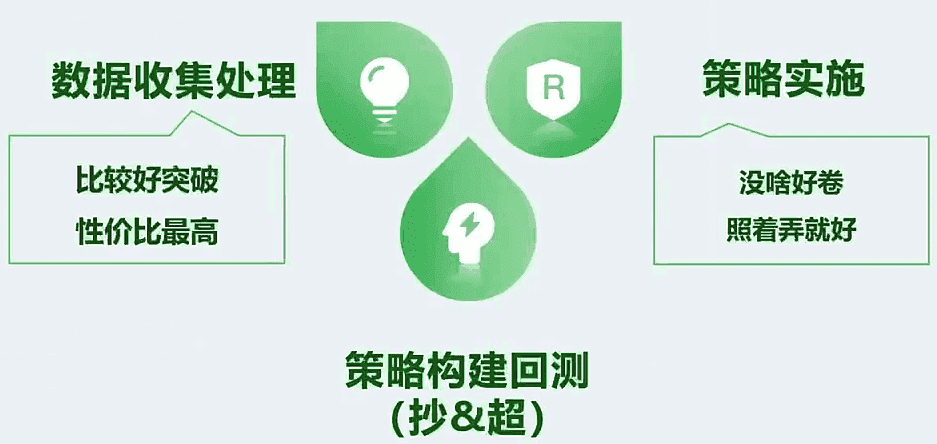 数据收集处理
比较好突破
性价比最高
R
策略实施
没啥好卷
照着弄就好
策略构建回测
(抄&超)